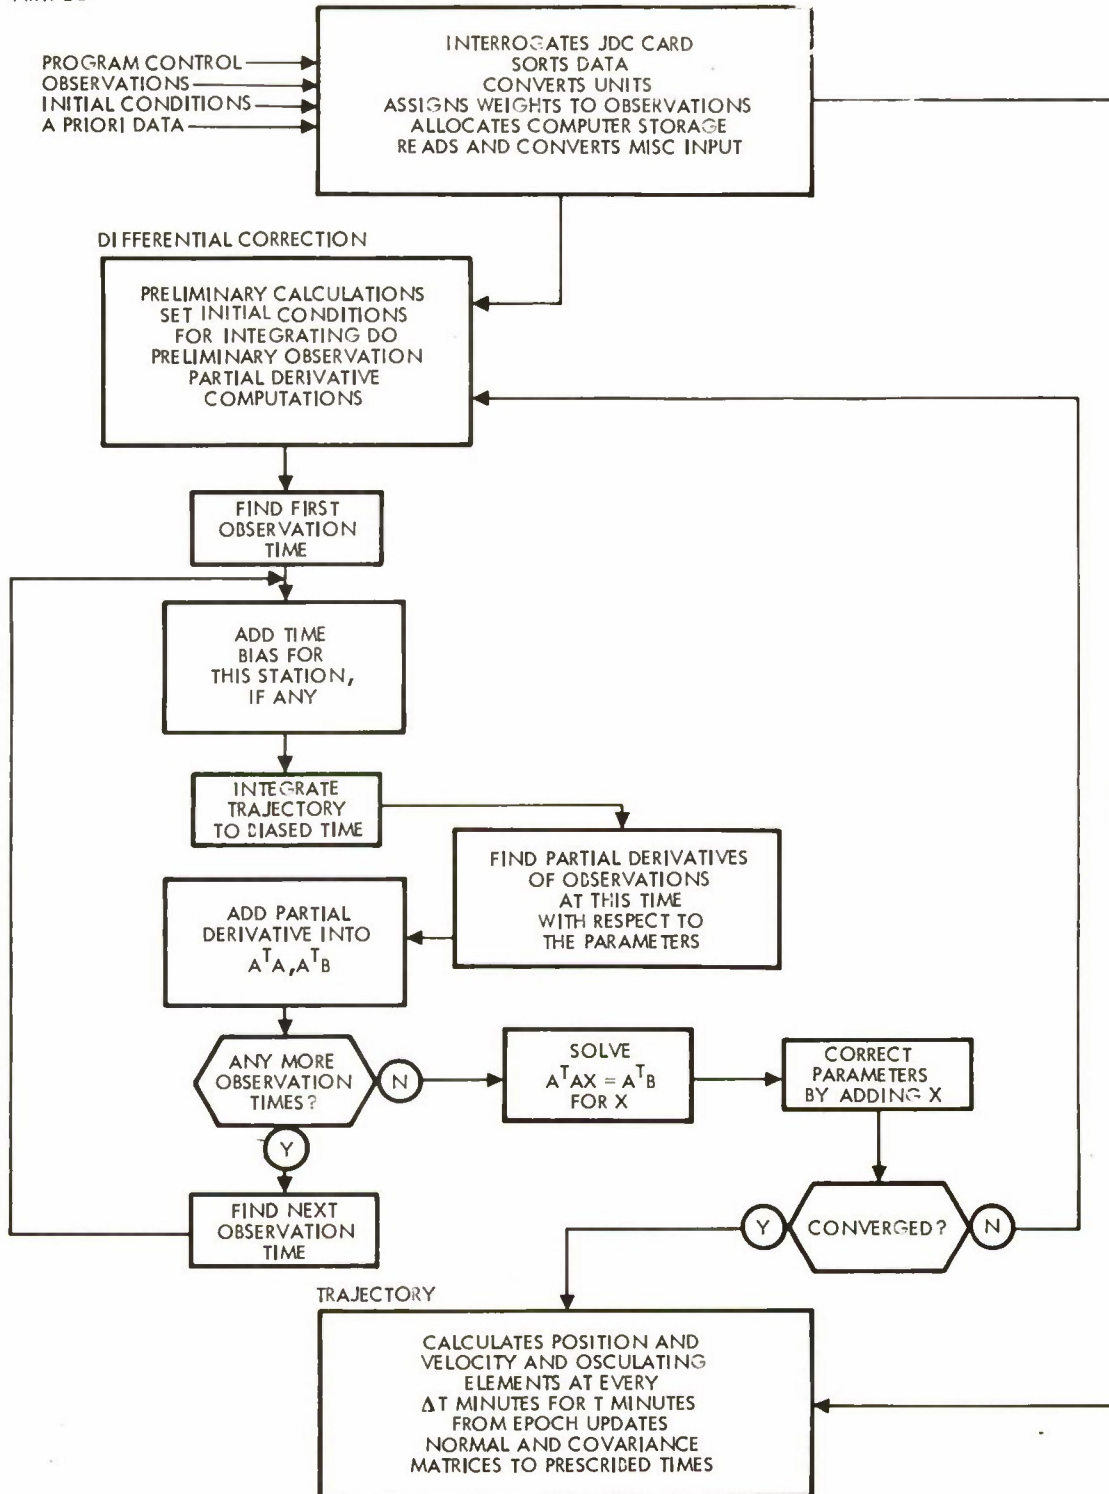 PROGRAM CONTROL
OBSERVATIONS
INITIAL CONDITIONS
A PRIORI DATA
INTERROGATES JDC CARD
SORTS DATA
CONVERTS UNITS
ASSIGNS WEIGHTS TO OBSERVATIONS
ALLOCATES COMPUTER STORAGE
READS AND CONVERTS MISC INPUT
DIFFERENTIAL CORRECTION
PRELIMINARY CALCULATIONS
SET INITIAL CONDITIONS
FOR INTEGRATING DO
PRELIMINARY OBSERVATION
PARTIAL DERIVATIVE
COMPUTATIONS
FIND FIRST
OBSERVATION
TIME
ADD TIME
BIAS FOR
THIS STATION,
IF ANY
INTEGRATE
TRAJECTORY
TO BIASED TIME
FIND PARTIAL DERIVATIVES
OF OBSERVATIONS
AT THIS TIME
WITH RESPECT TO
THE PARAMETERS
ADD PARTIAL
DERIVATIVE INTO
AᵀA, AᵀB
ANY MORE
OBSERVATION
TIMES?
N
SOLVE
AᵀAX = AᵀB
FOR X
CORRECT
PARAMETERS
BY ADDING X
Y
FIND NEXT
OBSERVATION
TIME
Y
CONVERGED?
N
TRAJECTORY
CALCULATES POSITION AND
VELOCITY AND OSCULATING
ELEMENTS AT EVERY
ΔT MINUTES FOR T MINUTES
FROM EPOCH UPDATES
NORMAL AND COVARIANCE
MATRICES TO PRESCRIBED TIMES